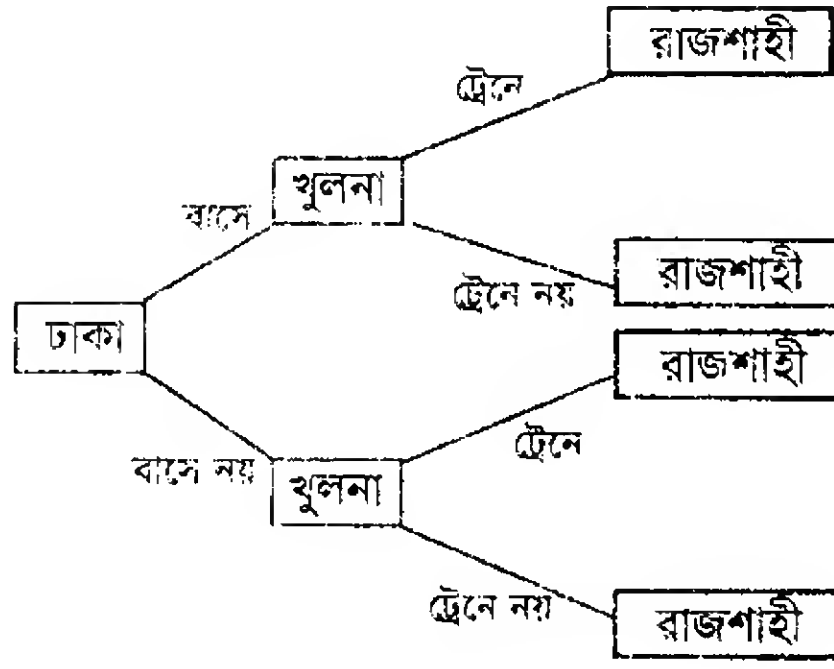 রাজশাহী
ট্রেনে
খুলনা
বাসে
রাজশাহী
ট্রেনে নয়
ঢাকা
রাজশাহী
ট্রেনে
বাসে নয়
খুলনা
ট্রেনে নয়
রাজশাহী